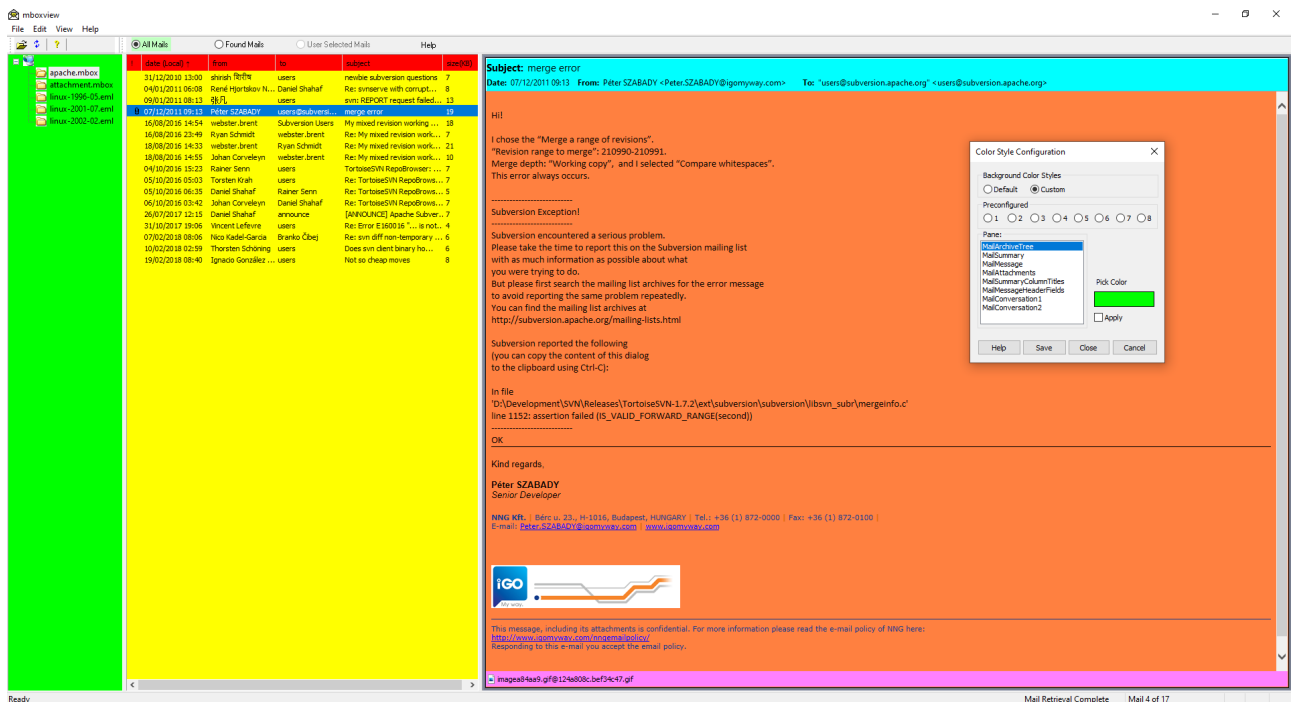 mboxview
File Edit View Help
All Mails Found Mails User Selected Mails Help
apache.mbox
attachment.mbox
linux-1996-05.eml
linux-2001-07.eml
linux-2002-02.eml
! date (Local) from to subject size(KB)
31/12/2010 13:00 shirish शिरीष users newbie subversion questions 7
04/01/2011 06:08 René Hjortskov N... Daniel Shahaf Re: svnserve with corrupt... 8
09/01/2011 08:13 张凡 users svn: REPORT request failed... 13
07/12/2011 09:13 Péter SZABADY users@subversi... merge error 19
16/08/2016 14:54 webster.brent Subversion Users My mixed revision working ... 18
16/08/2016 23:49 Ryan Schmidt webster.brent Re: My mixed revision work... 7
18/08/2016 14:33 webster.brent Ryan Schmidt Re: My mixed revision work... 21
18/08/2016 14:55 Johan Corveleyn webster.brent Re: My mixed revision work... 10
04/10/2016 15:23 Rainer Senn users TortoiseSVN RepoBrowser: ... 7
05/10/2016 05:03 Torsten Krah users Re: TortoiseSVN RepoBrows... 7
05/10/2016 06:35 Daniel Shahaf Rainer Senn Re: TortoiseSVN RepoBrows... 5
06/10/2016 03:42 Johan Corveleyn Daniel Shahaf Re: TortoiseSVN RepoBrows... 7
26/07/2017 12:15 Daniel Shahaf announce [ANNOUNCE] Apache Subver... 7
31/10/2017 19:06 Vincent Lefevre users Re: Error E160016 "... is not... 4
07/02/2018 08:06 Nico Kadel-Garcia Branko Čibej Re: svn diff non-temporary ... 6
10/02/2018 02:59 Thorsten Schöning users Does svn client binary ho... 6
19/02/2018 08:40 Ignacio González ... users Not so cheap moves 8
Subject: merge error
Date: 07/12/2011 09:13 From: Péter SZABADY <Peter.SZABADY@igomyway.com> To: "users@subversion.apache.org" <users@subversion.apache.org>
Hi!
I chose the “Merge a range of revisions”.
“Revision range to merge”: 210990-210991.
Merge depth: “Working copy”, and I selected “Compare whitespaces”.
This error always occurs.
---------------------------
Subversion Exception!
---------------------------
Subversion encountered a serious problem.
Please take the time to report this on the Subversion mailing list
with as much information as possible about what
you were trying to do.
But please first search the mailing list archives for the error message
to avoid reporting the same problem repeatedly.
You can find the mailing list archives at
http://subversion.apache.org/mailing-lists.html
Subversion reported the following
(you can copy the content of this dialog
to the clipboard using Ctrl-C):
In file
'D:\Development\SVN\Releases\TortoiseSVN-1.7.2\ext\subversion\subversion\libsvn_subr\mergeinfo.c'
line 1152: assertion failed (IS_VALID_FORWARD_RANGE(second))
---------------------------
OK
Kind regards,
Péter SZABADY
Senior Developer
NNG Kft. | Bérc u. 23., H-1016, Budapest, HUNGARY | Tel.: +36 (1) 872-0000 | Fax: +36 (1) 872-0100 |
E-mail: Peter.SZABADY@igomyway.com | www.igomyway.com
iGO
My way.
This message, including its attachments is confidential. For more information please read the e-mail policy of NNG here:
http://www.igomyway.com/nngemailpolicy/
Responding to this e-mail you accept the email policy.
imagea84aa9.gif@124a808c.bef34c47.gif
Color Style Configuration
Background Color Styles
Default Custom
Preconfigured
1 2 3 4 5 6 7 8
Pane:
MailArchiveTree
MailSummary
MailMessage
MailAttachments
MailSummaryColumnTitles
MailMessageHeaderFields
MailConversation1
MailConversation2
Pick Color
Apply
Help Save Close Cancel
Ready Mail Retrieval Complete Mail 4 of 17